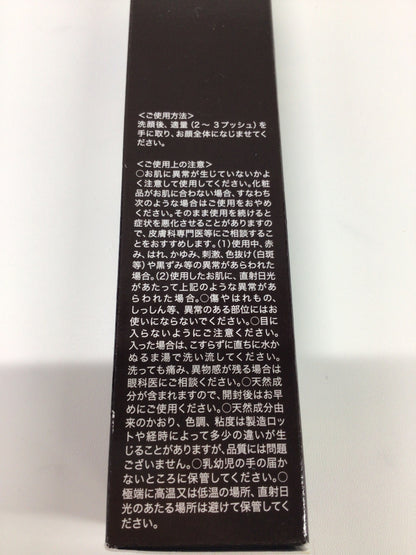 ＜ご使用方法＞
洗顔後、適量（2～3プッシュ）を
手に取り、お顔全体になじませてく
ださい。
＜ご使用上の注意＞
○お肌に異常が生じていないかよ
く注意して使用してください。化粧
品がお肌に合わない場合、すなわち
次のような場合はご使用をおやめ
ください。そのまま使用を続けると
症状を悪化させることがありますの
で、皮膚科専門医等にご相談すること
をおすすめします。(1)使用中、赤
み、はれ、かゆみ、刺激、色抜け(白斑
等)や黒ずみ等の異常があらわれた
場合。(2)使用したお肌に、直射日光
があたって上記のような異常があ
らわれた場合。○傷やはれもの、
しっしん等、異常のある部位にはお
使いにならないでください。○目に
入らないようにご注意ください。
入った場合は、こすらずに直ちに水か
ぬるま湯で洗い流してください。
洗っても痛み、異物感が残る場合は
眼科医にご相談ください。○天然成
分が含まれますので、開封後はお早
めにご使用ください。○天然成分由
来のかおり、色調、粘度は製造ロッ
トや経時によって多少の違いが生
じることがありますが、品質には問題
ございません。○乳幼児の手の届か
ないところに保管してください。○
極端に高温又は低温の場所、直射日
光のあたる場所は避けて保管して
ください。